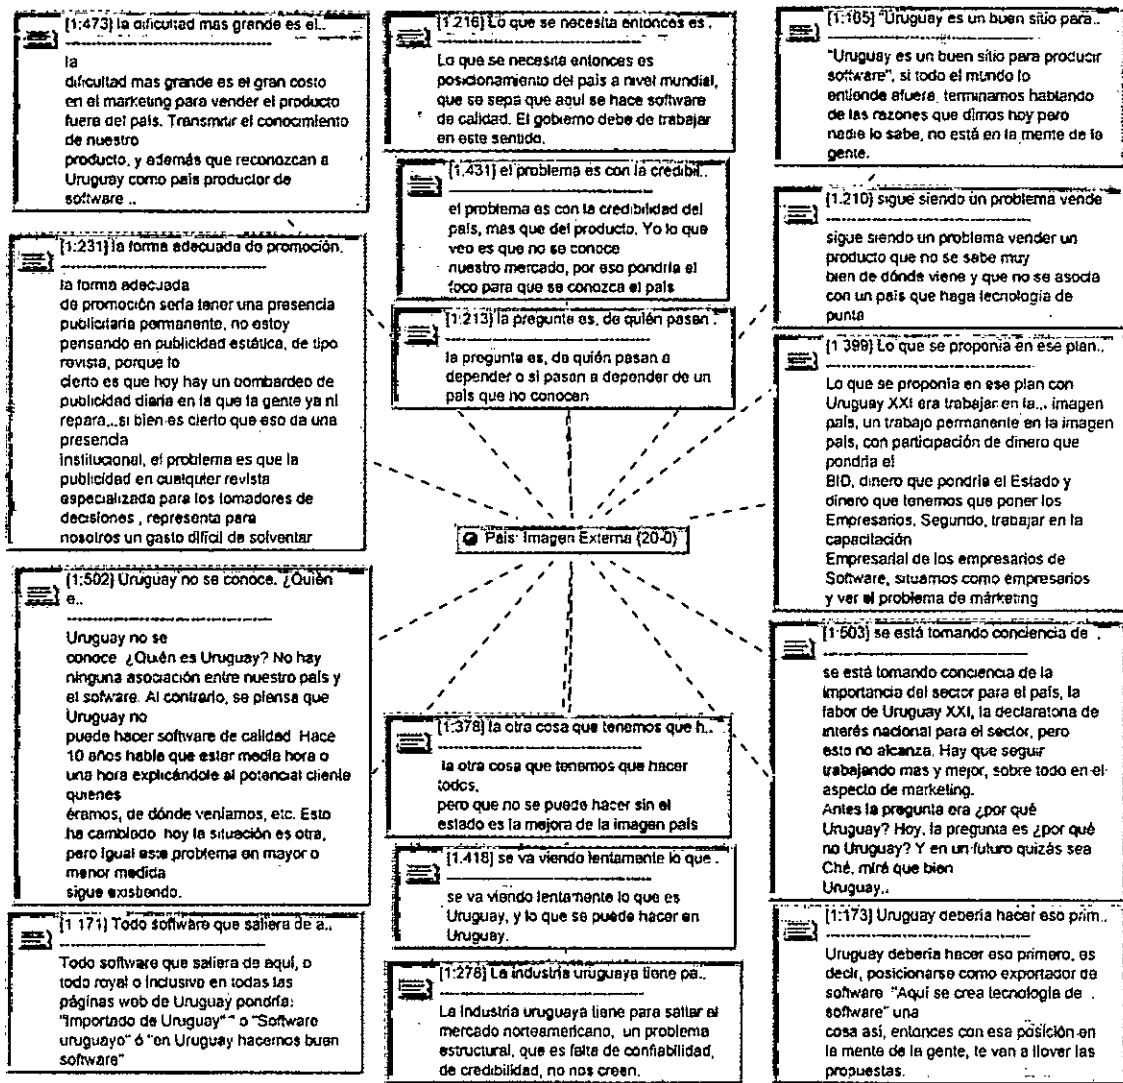 [1:473] la dificultad mas grande es el..
la
dificultad mas grande es el gran costo
en el marketing para vender el producto
fuera del país. Transmitir el conocimiento
de nuestro
producto, y además que reconozcan a
Uruguay como país productor de
software ..
[1:231] la forma adecuada de promoción.
la forma adecuada
de promoción sería tener una presencia
publicitaria permanente, no estoy
pensando en publicidad estática, de tipo
revista, porque lo
cierto es que hoy hay un bombardeo de
publicidad diaria en la que la gente ya ni
repara,..si bien es cierto que eso da una
presencia
institucional, el problema es que la
publicidad en cualquier revista
especializada para los tomadores de
decisiones , representa para
nosotros un gasto difícil de solventar
[1:502] Uruguay no se conoce. ¿Quién
e..
Uruguay no se
conoce ¿Quién es Uruguay? No hay
ninguna asociación entre nuestro país y
el sofware. Al contrario, se piensa que
Uruguay no
puede hacer software de calidad Hace
10 años había que estar media hora o
una hora explicándole al potencial cliente
quienes
éramos, de dónde veníamos, etc. Esto
ha cambiado hoy la situación es otra,
pero igual este problema en mayor o
menor medida
sigue existiendo.
[1 171] Todo software que saliera de a..
Todo software que saliera de aquí, o
todo royal o inclusive en todas las
páginas web de Uruguay pondría:
"Importado de Uruguay" " o "Software
uruguayo" ó "en Uruguay hacemos buen
software"
[1.216] Lo que se necesita entonces es .
Lo que se necesita entonces es
posicionamiento del país a nivel mundial,
que se sepa que aquí se hace software
de calidad. El gobierno debe de trabajar
en este sentido.
[1.431] el problema es con la credibil..
el problema es con la credibilidad del
país, mas que del producto. Yo lo que
veo es que no se conoce
nuestro mercado, por eso pondría el
foco para que se conozca el país
[1:213] la pregunta es, de quién pasan .
la pregunta es, de quién pasan a
depender o si pasan a depender de un
país que no conocen
País: Imagen Externa (20-0)
[1:378] la otra cosa que tenemos que h..
la otra cosa que tenemos que hacer
todos,
pero que no se puede hacer sin el
estado es la mejora de la imagen país
[1.418] se va viendo lentamente lo que .
se va viendo lentamente lo que es
Uruguay, y lo que se puede hacer en
Uruguay.
[1:278] La industria uruguaya tiene pa..
La industria uruguaya tiene para saltar al
mercado norteamericano, un problema
estructural, que es falta de confiabilidad,
de credibilidad, no nos creen.
[1:165] "Uruguay es un buen sitio para..
"Uruguay es un buen sitio para producir
software", si todo el mundo lo
entiende afuera, terminamos hablando
de las razones que dimos hoy pero
nadie lo sabe, no está en la mente de la
gente.
[1.210] sigue siendo un problema vende
sigue siendo un problema vender un
producto que no se sabe muy
bien de dónde viene y que no se asocia
con un país que haga tecnología de
punta
[1 399] Lo que se proponía en ese plan..
Lo que se proponía en ese plan con
Uruguay XXI era trabajar en la... imagen
país, un trabajo permanente en la imagen
país, con participación de dinero que
pondría el
BID, dinero que pondría el Estado y
dinero que tenemos que poner los
Empresarios. Segundo, trabajar en la
capacitación
Empresarial de los empresarios de
Software, situarnos como empresarios
y ver el problema de márketing
[1:503] se está tomando conciencia de .
se está tomando conciencia de la
importancia del sector para el país, la
labor de Uruguay XXI, la declaratoria de
interés nacional para el sector, pero
esto no alcanza. Hay que seguir
trabajando mas y mejor, sobre todo en el
aspecto de marketing.
Antes la pregunta era ¿por qué
Uruguay? Hoy, la pregunta es ¿por qué
no Uruguay? Y en un futuro quizás sea
Ché, mirá que bien
Uruguay..
[1:173] Uruguay debería hacer eso prim..
Uruguay debería hacer eso primero, es
decir, posicionarse como exportador de
software "Aquí se crea tecnología de
software" una
cosa así, entonces con esa posición en
la mente de la gente, te van a llover las
propuestas.